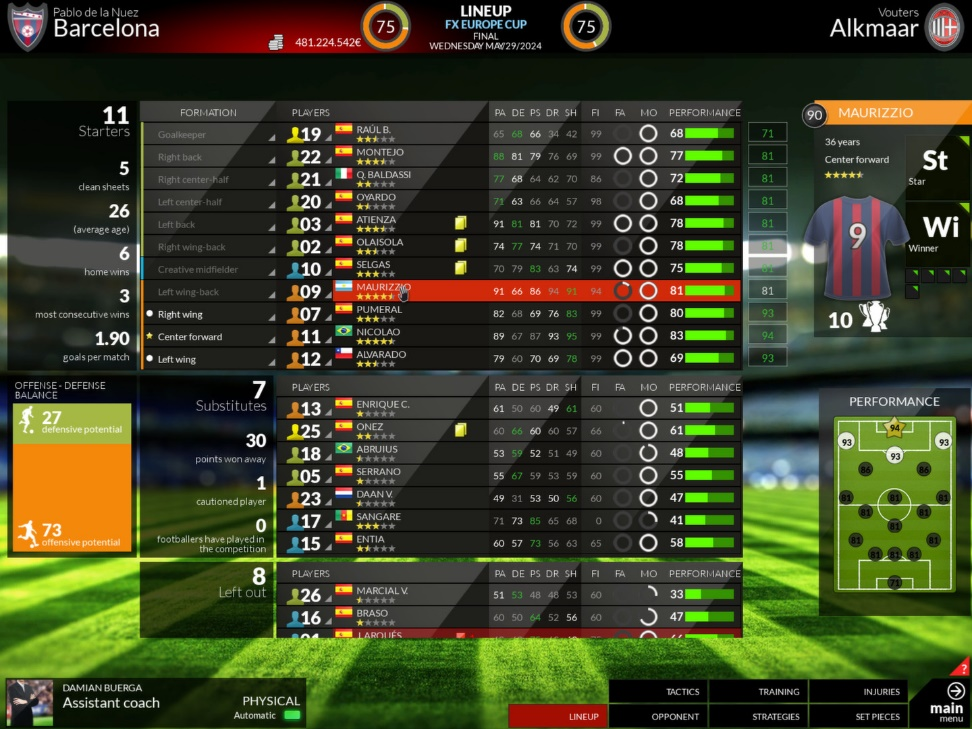 Pablo de la Nuez
Barcelona
481.224.542€
75
LINEUP
FX EUROPE CUP
FINAL
WEDNESDAY MAY/29/2024
75
Vouters
Alkmaar
11
Starters
5
clean sheets
26
(average age)
6
home wins
3
most consecutive wins
1.90
goals per match
FORMATION PLAYERS PA DE PS DR SH FI FA MO PERFORMANCE
Goalkeeper 19 RAÚL B. 65 68 66 34 42 99 68 71
Right back 22 MONTEJO 88 81 79 76 69 99 77 81
Right center-half 21 Q. BALDASSI 77 68 64 62 70 86 72 81
Left center-half 20 OYARDO 71 63 66 64 57 98 68 81
Left back 03 ATIENZA 91 81 81 70 72 99 78 81
Right wing-back 02 OLAISOLA 74 77 74 71 70 99 78 81
Creative midfielder 10 SELGAS 70 79 83 63 74 99 75 81
Left wing-back 09 MAURIZZIO 91 66 86 94 91 94 81 81
Right wing 07 PUMERAL 82 68 69 76 83 99 80 93
Center forward 11 NICOLAO 89 67 87 93 95 99 83 94
Left wing 12 ALVARADO 79 60 70 69 78 99 69 93
90 MAURIZZIO
36 years
Center forward
St
Star
Wi
Winner
9
10
OFFENSE - DEFENSE
BALANCE
27
defensive potential
73
offensive potential
7
Substitutes
30
points won away
1
cautioned player
0
footballers have played in
the competition
PLAYERS PA DE PS DR SH FI FA MO PERFORMANCE
13 ENRIQUE C. 61 50 60 49 61 60 51
25 ONEZ 60 66 60 60 57 66 61
18 ABRUIUS 53 59 52 51 49 60 48
05 SERRANO 55 67 59 53 59 60 55
23 DAAN V. 49 31 53 50 56 60 47
17 SANGARE 71 73 85 65 68 0 41
15 ENTIA 60 57 73 56 63 65 58
8
Left out
PLAYERS PA DE PS DR SH FI FA MO PERFORMANCE
26 MARCIAL V. 51 53 48 48 53 60 33
16 BRASO 60 50 64 52 56 60 47
LARQUÉS
PERFORMANCE
94
93 93
93
86 86
81 81 81
81 81
81
81 81
81 81 81
71
DAMIAN BUERGA
Assistant coach
PHYSICAL
Automatic
TACTICS TRAINING INJURIES
LINEUP OPPONENT STRATEGIES SET PIECES
?
main
menu